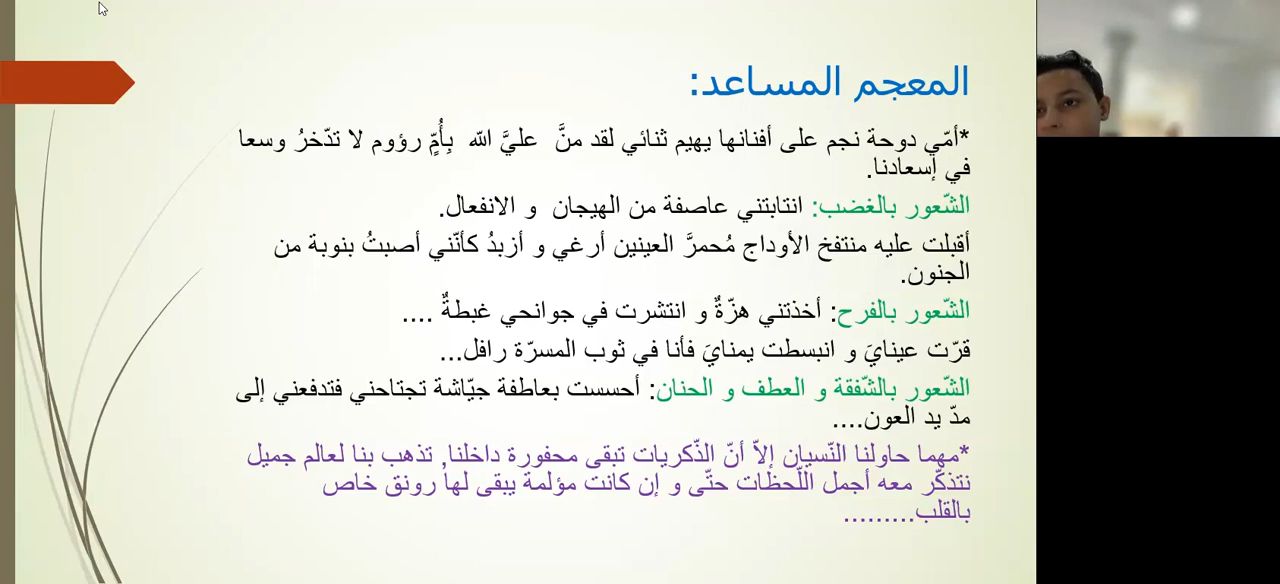 المعجم المساعد:
*أمّي دوحة نجم على أفنانها يهيم ثنائي لقد منَّ عليَّ الله بِأُمٍّ رؤوم لا تدّخرُ وسعا
في إسعادنا.
الشّعور بالغضب: انتابتني عاصفة من الهيجان و الانفعال.
أقبلت عليه منتفخ الأوداج مُحمرَّ العينين أرغي و أزبدُ كأنّني أصبتُ بنوبة من
الجنون.
الشّعور بالفرح: أخذتني هزّةٌ و انتشرت في جوانحي غبطةٌ ....
قرّت عينايَ و انبسطت يمنايَ فأنا في ثوب المسرّة رافل...
الشّعور بالشّفقة و العطف و الحنان: أحسست بعاطفة جيّاشة تجتاحني فتدفعني إلى
مدّ يد العون....
*مهما حاولنا النّسيان إلاّ أنّ الذّكريات تبقى محفورة داخلنا, تذهب بنا لعالم جميل
نتذكّر معه أجمل اللّحظات حتّى و إن كانت مؤلمة يبقى لها رونق خاص
بالقلب.........